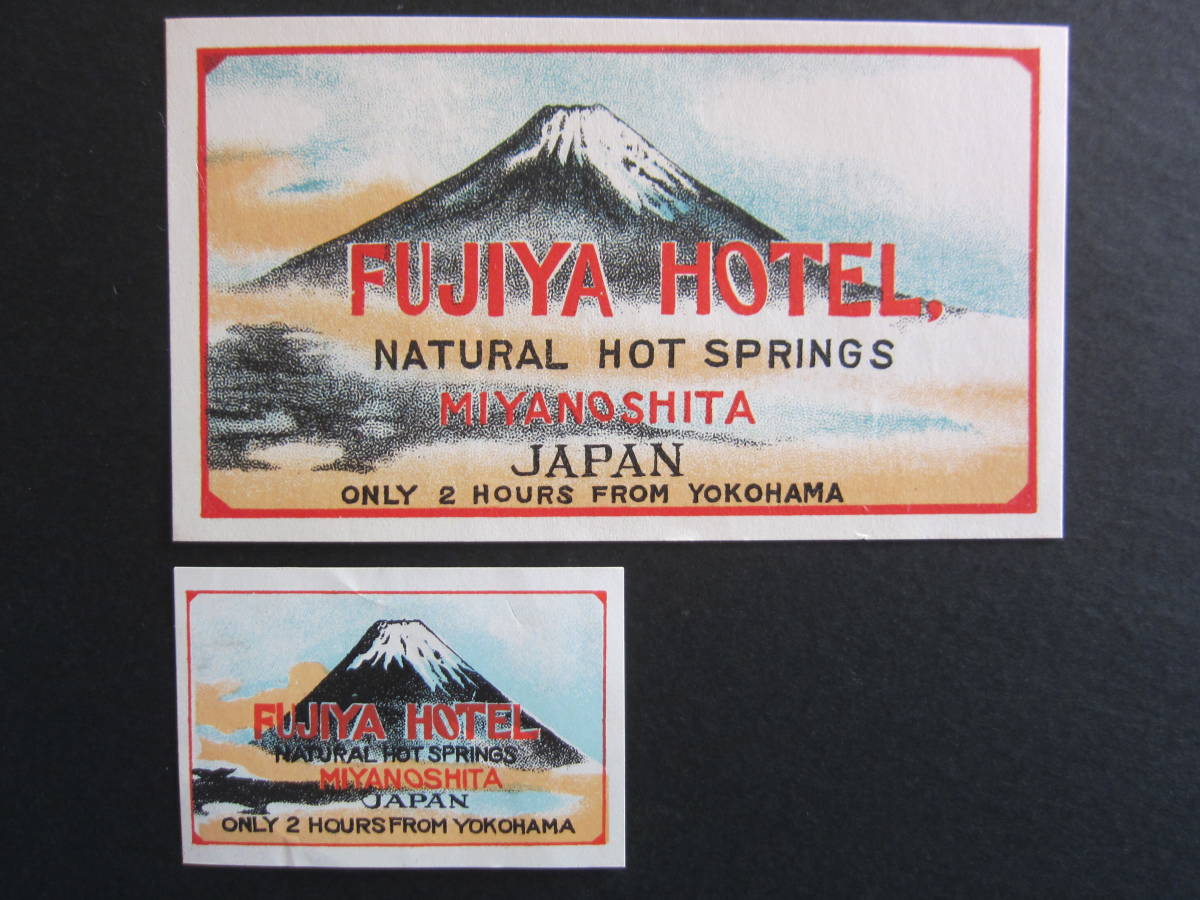 FUJIYA HOTEL,
NATURAL HOT SPRINGS
MIYANOSHITA
JAPAN
ONLY 2 HOURS FROM YOKOHAMA
FUJIYA HOTEL
NATURAL HOT SPRINGS
MIYANOSHITA
JAPAN
ONLY 2 HOURS FROM YOKOHAMA